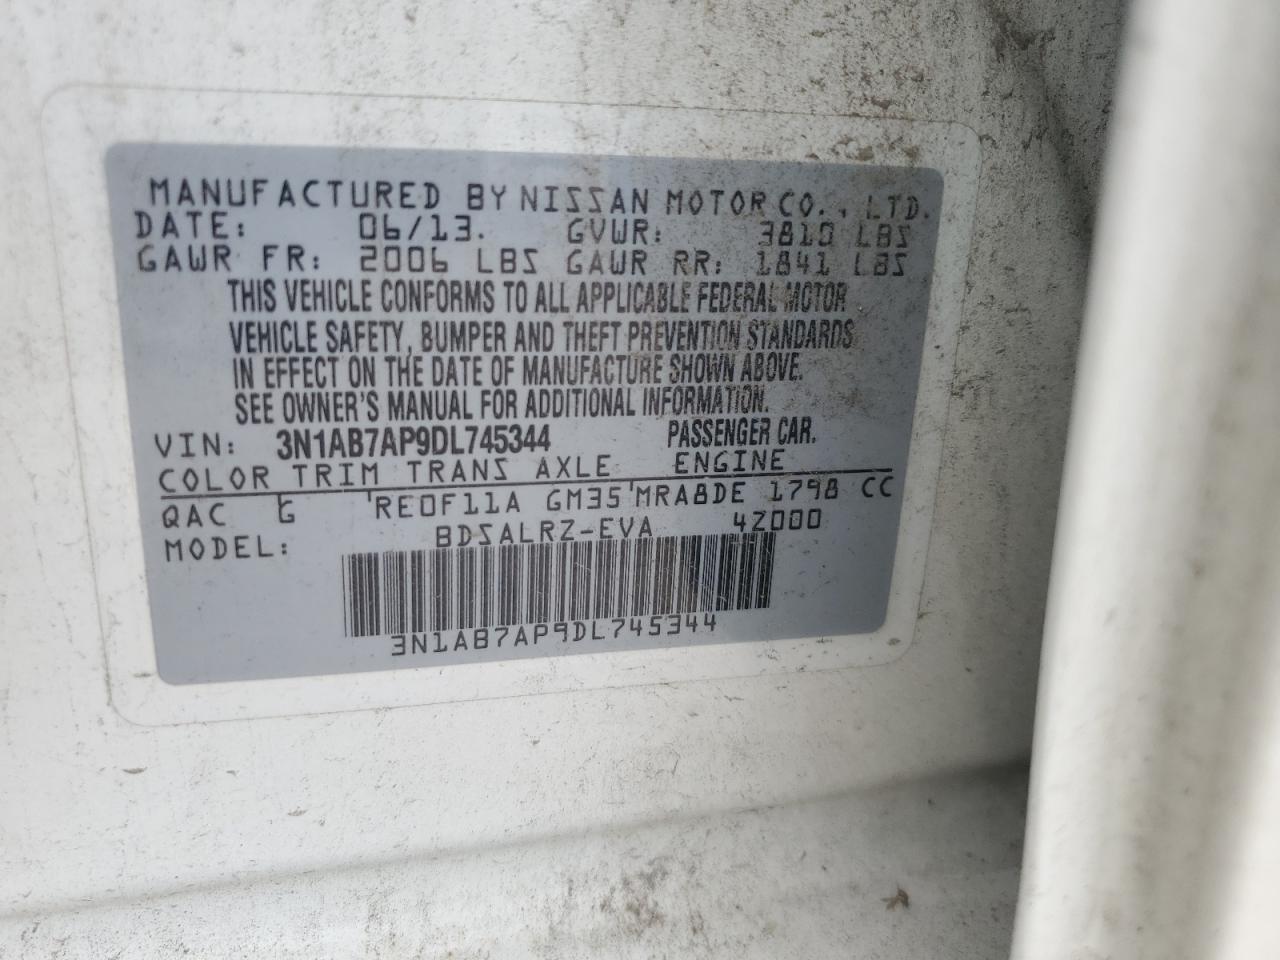 MANUFACTURED BY NISSAN MOTOR CO., LTD.
DATE: 06/13. GVWR: 3810 LBS
GAWR FR: 2006 LBS GAWR RR: 1841 LBS
THIS VEHICLE CONFORMS TO ALL APPLICABLE FEDERAL MOTOR
VEHICLE SAFETY, BUMPER AND THEFT PREVENTION STANDARDS
IN EFFECT ON THE DATE OF MANUFACTURE SHOWN ABOVE.
SEE OWNER'S MANUAL FOR ADDITIONAL INFORMATION.
VIN: 3N1AB7AP9DL745344 PASSENGER CAR.
COLOR TRIM TRANS AXLE ENGINE
QAC G RE0F11A GM35 MRA8DE 1798 CC
MODEL: BDSALRZ-EVA 42000
3N1AB7AP9DL745344